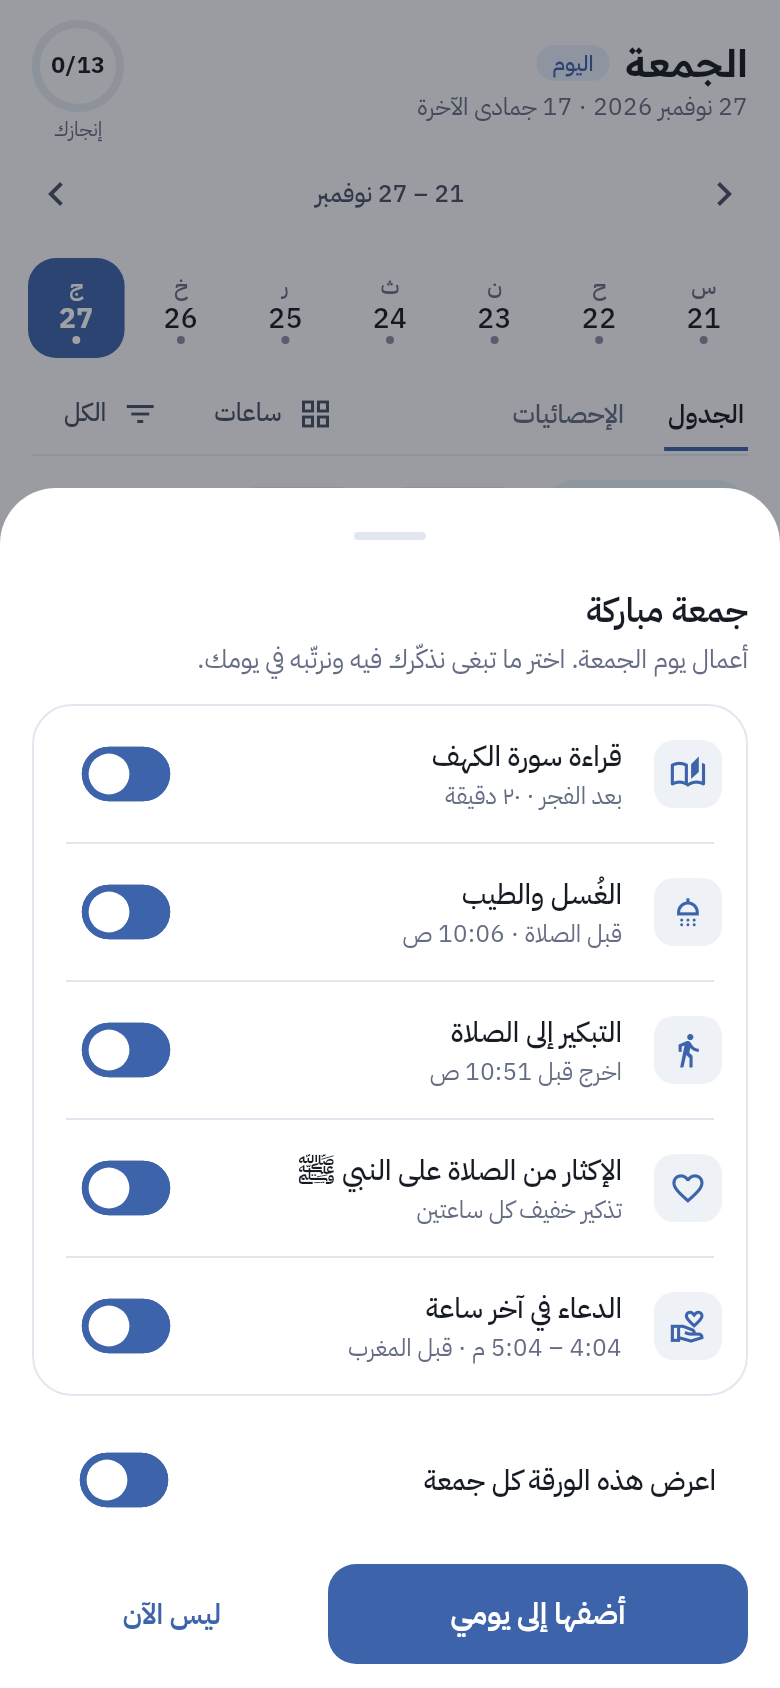 الجمعة اليوم
0/13
27 نوفمبر 2026 · 17 جمادى الآخرة
إنجازك
21 – 27 نوفمبر
س ح ن ث ر خ ج
21 22 23 24 25 26 27
الجدول الإحصائيات ساعات الكل
جمعة مباركة
أعمال يوم الجمعة. اختر ما تبغى نذكّرك فيه ونرتّبه في يومك.
قراءة سورة الكهف
بعد الفجر · ٢٠ دقيقة
الغُسل والطيب
قبل الصلاة · 10:06 ص
التبكير إلى الصلاة
اخرج قبل 10:51 ص
الإكثار من الصلاة على النبي ﷺ
تذكير خفيف كل ساعتين
الدعاء في آخر ساعة
4:04 – 5:04 م · قبل المغرب
اعرض هذه الورقة كل جمعة
أضفها إلى يومي
ليس الآن